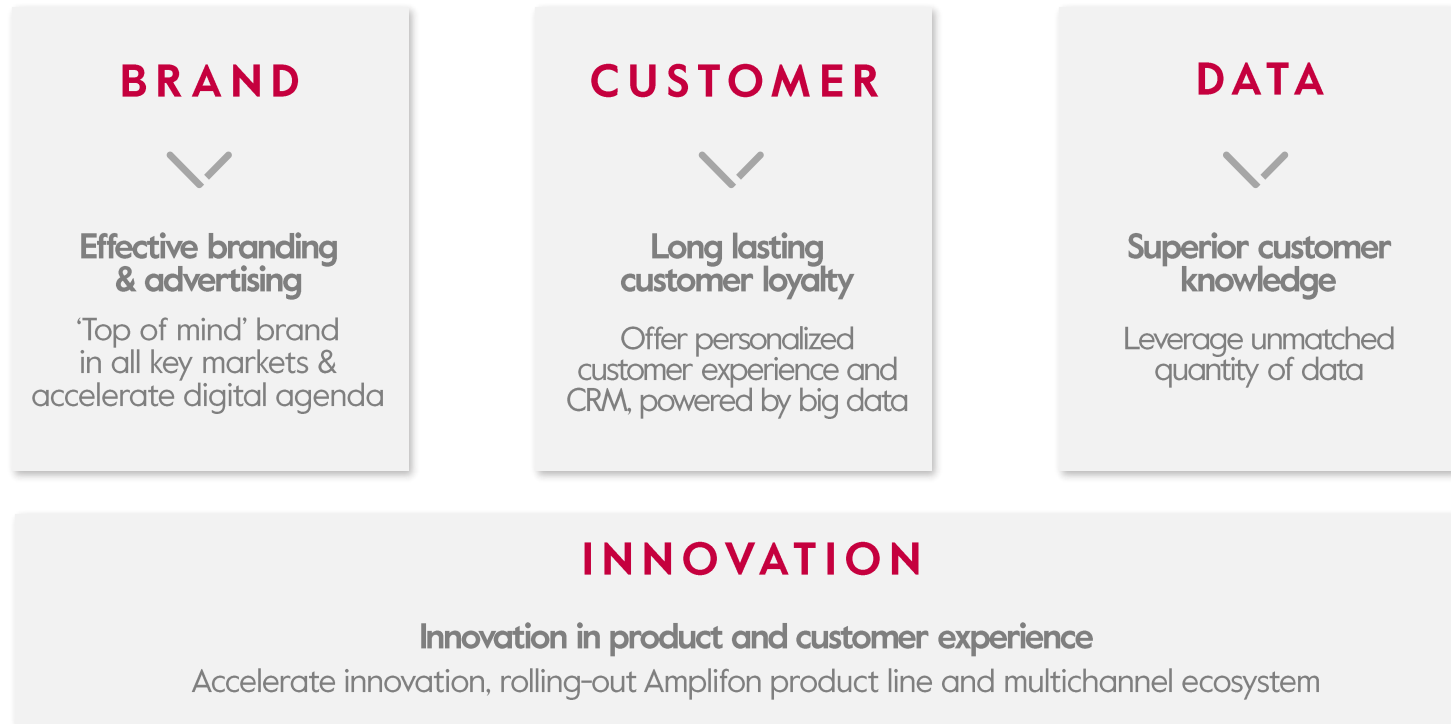 BRAND
Effective branding
& advertising
‘Top of mind’ brand
in all key markets &
accelerate digital agenda
CUSTOMER
Long lasting
customer loyalty
Offer personalized
customer experience and
CRM, powered by big data
DATA
Superior customer
knowledge
Leverage unmatched
quantity of data
INNOVATION
Innovation in product and customer experience
Accelerate innovation, rolling-out Amplifon product line and multichannel ecosystem